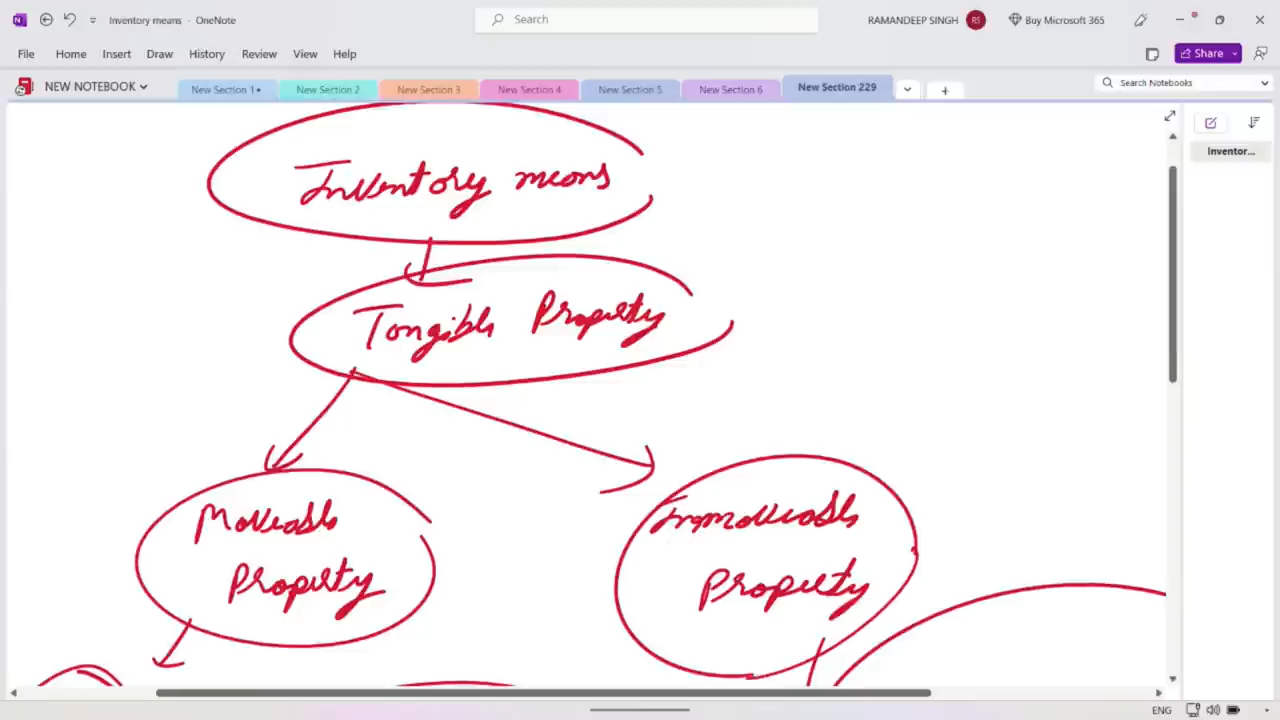 Inventory means - OneNote
Search
RAMANDEEP SINGH RS Buy Microsoft 365
File Home Insert Draw History Review View Help
Share
NEW NOTEBOOK
New Section 1 New Section 2 New Section 3 New Section 4 New Section 5 New Section 6 New Section 229
Search Notebooks
Inventor...
Inventory means
Tangible Property
Moveable
Property
Immoveable
Property
ENG